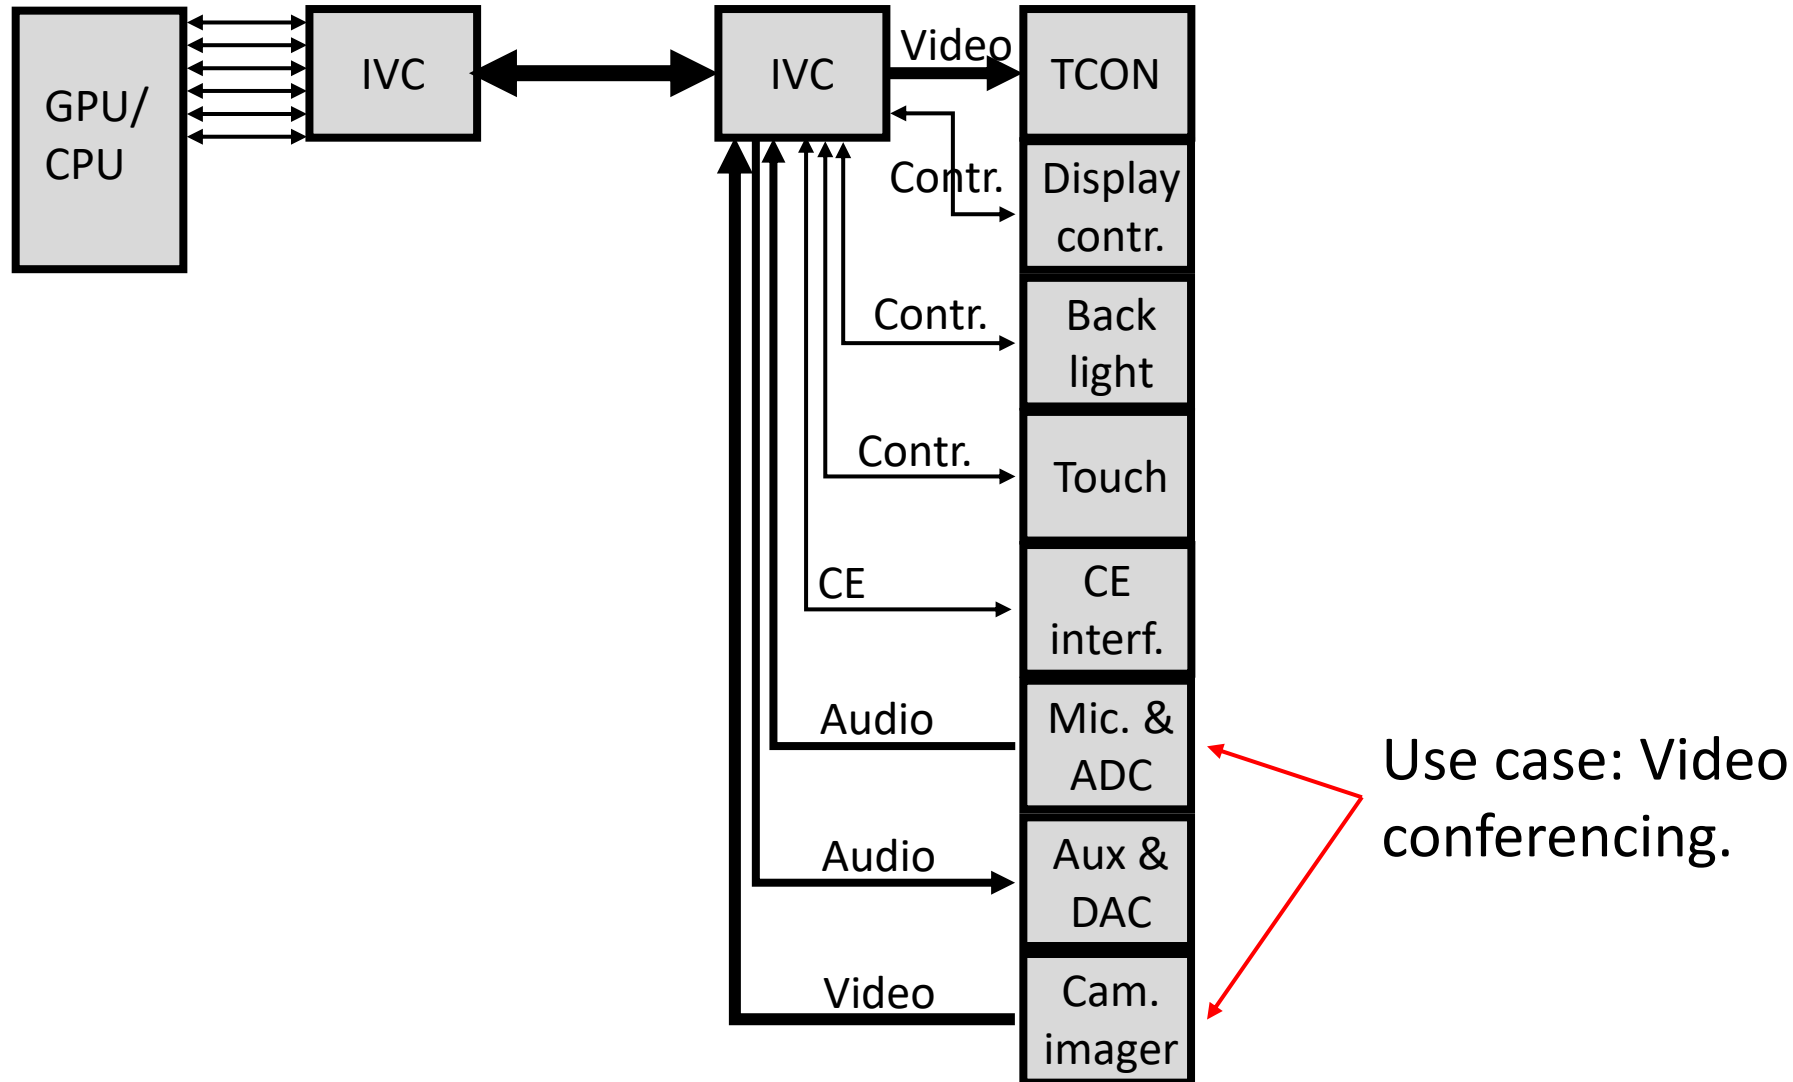 GPU/
CPU
IVC
IVC
Video
TCON
Contr.
Display
contr.
Contr.
Back
light
Contr.
Touch
CE
CE
interf.
Audio
Mic. &
ADC
Audio
Aux &
DAC
Video
Cam.
imager
Use case: Video
conferencing.